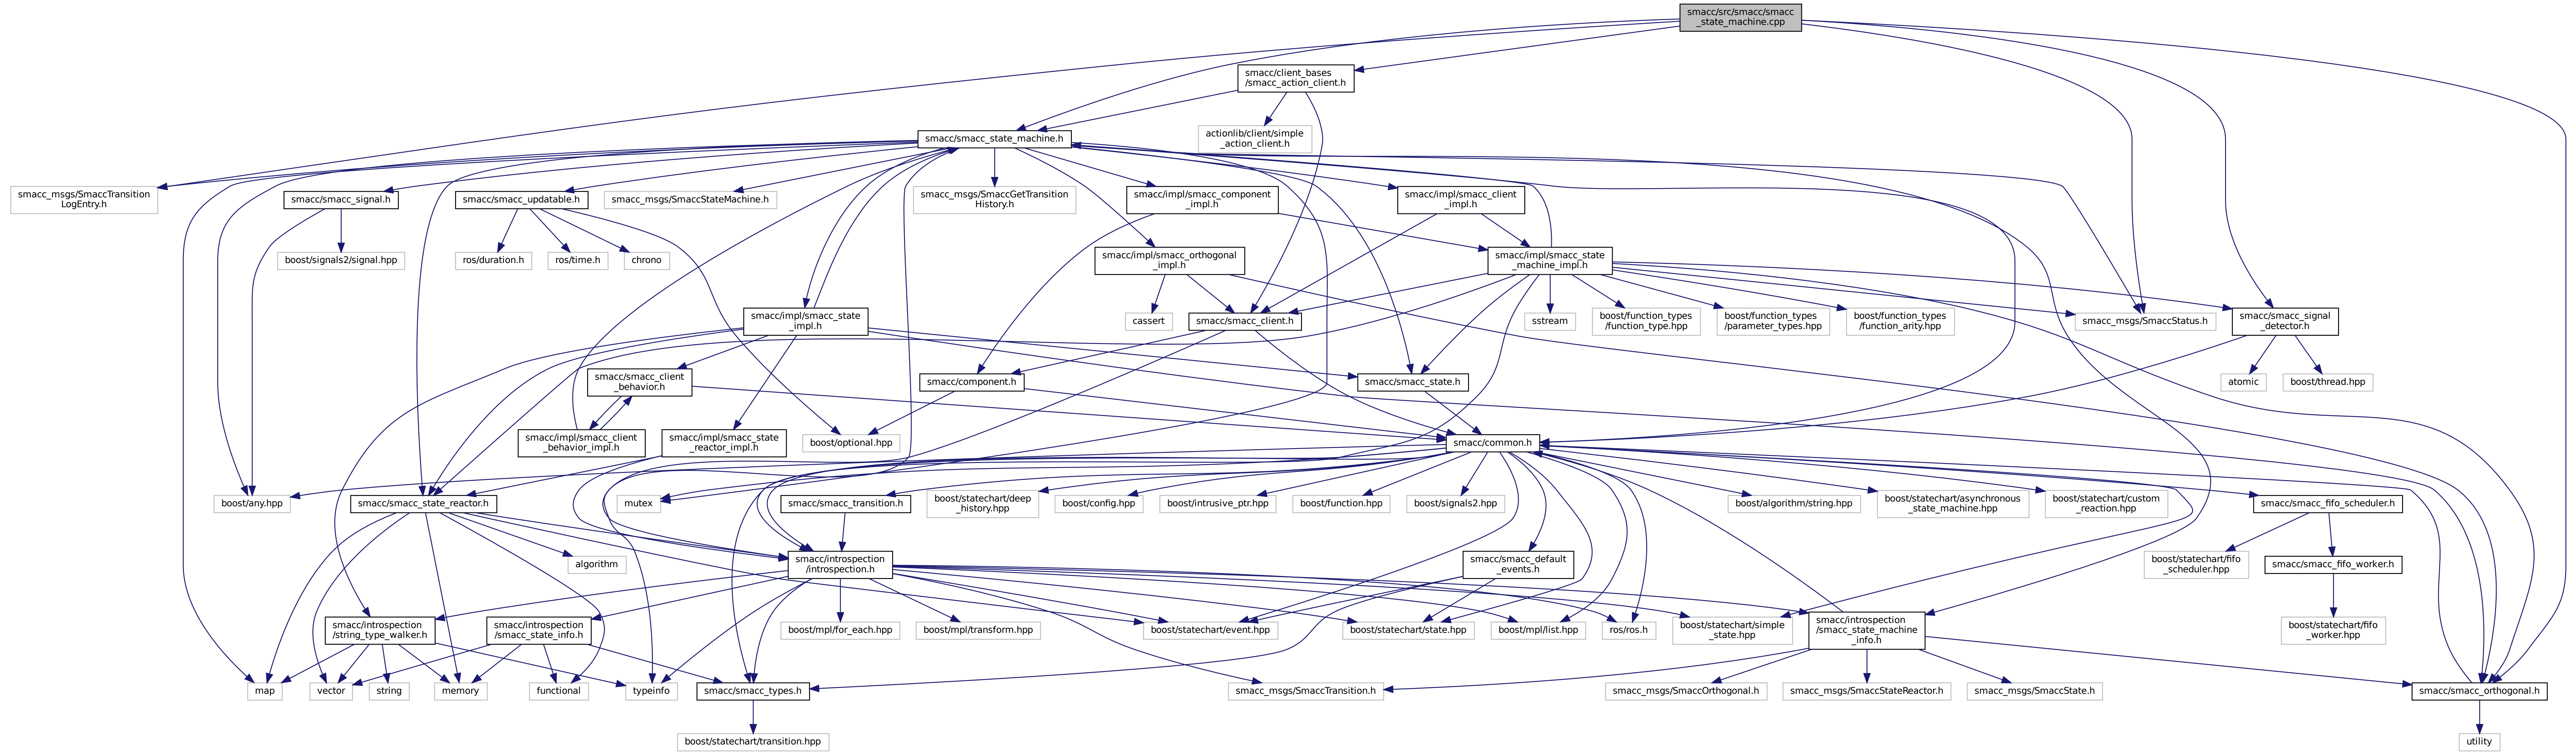 smacc/src/smacc/smacc
_state_machine.cpp
smacc/client_bases
/smacc_action_client.h
actionlib/client/simple
_action_client.h
smacc/smacc_state_machine.h
smacc_msgs/SmaccTransition
LogEntry.h
smacc/smacc_signal.h
smacc/smacc_updatable.h
smacc_msgs/SmaccStateMachine.h
smacc_msgs/SmaccGetTransition
History.h
smacc/impl/smacc_component
_impl.h
smacc/impl/smacc_client
_impl.h
boost/signals2/signal.hpp
ros/duration.h
ros/time.h
chrono
smacc/impl/smacc_orthogonal
_impl.h
smacc/impl/smacc_state
_machine_impl.h
smacc/impl/smacc_state
_impl.h
cassert
smacc/smacc_client.h
sstream
boost/function_types
/function_type.hpp
boost/function_types
/parameter_types.hpp
boost/function_types
/function_arity.hpp
smacc_msgs/SmaccStatus.h
smacc/smacc_signal
_detector.h
smacc/smacc_client
_behavior.h
smacc/component.h
smacc/smacc_state.h
atomic
boost/thread.hpp
smacc/impl/smacc_client
_behavior_impl.h
smacc/impl/smacc_state
_reactor_impl.h
boost/optional.hpp
smacc/common.h
boost/any.hpp
smacc/smacc_state_reactor.h
mutex
smacc/smacc_transition.h
boost/statechart/deep
_history.hpp
boost/config.hpp
boost/intrusive_ptr.hpp
boost/function.hpp
boost/signals2.hpp
boost/algorithm/string.hpp
boost/statechart/asynchronous
_state_machine.hpp
boost/statechart/custom
_reaction.hpp
smacc/smacc_fifo_scheduler.h
algorithm
smacc/introspection
/introspection.h
smacc/smacc_default
_events.h
boost/statechart/fifo
_scheduler.hpp
smacc/smacc_fifo_worker.h
smacc/introspection
/string_type_walker.h
smacc/introspection
/smacc_state_info.h
boost/mpl/for_each.hpp
boost/mpl/transform.hpp
boost/statechart/event.hpp
boost/statechart/state.hpp
boost/mpl/list.hpp
ros/ros.h
boost/statechart/simple
_state.hpp
smacc/introspection
/smacc_state_machine
_info.h
boost/statechart/fifo
_worker.hpp
map
vector
string
memory
functional
typeinfo
smacc/smacc_types.h
smacc_msgs/SmaccTransition.h
smacc_msgs/SmaccOrthogonal.h
smacc_msgs/SmaccStateReactor.h
smacc_msgs/SmaccState.h
smacc/smacc_orthogonal.h
boost/statechart/transition.hpp
utility